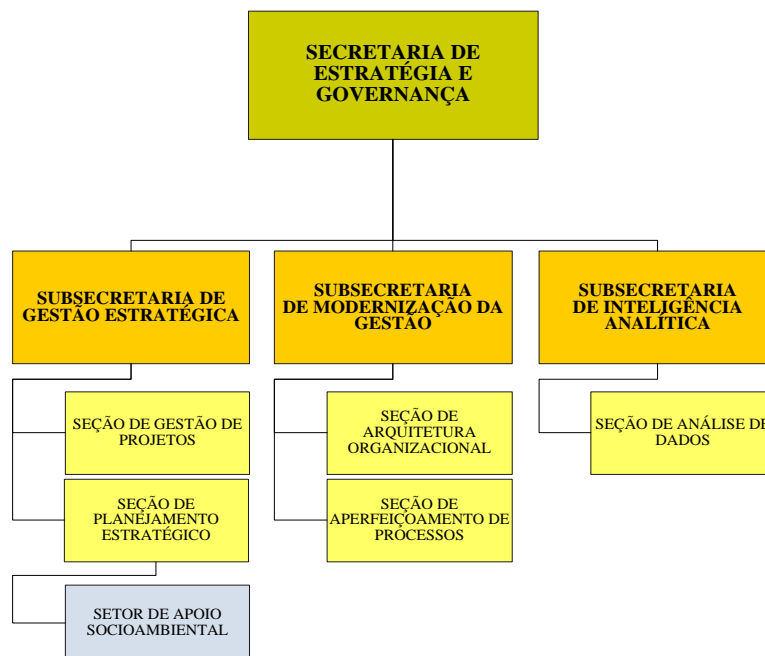 SECRETARIA DE
ESTRATÉGIA E
GOVERNANÇA
SUBSECRETARIA DE
GESTÃO ESTRATÉGICA
SUBSECRETARIA
DE MODERNIZAÇÃO DA
GESTÃO
SUBSECRETARIA
DE INTELIGÊNCIA
ANALÍTICA
SEÇÃO DE GESTÃO DE
PROJETOS
SEÇÃO DE
ARQUITETURA
ORGANIZACIONAL
SEÇÃO DE ANÁLISE DE
DADOS
SEÇÃO DE
PLANEJAMENTO
ESTRATÉGICO
SEÇÃO DE
APERFEIÇOAMENTO DE
PROCESSOS
SETOR DE APOIO
SOCIOAMBIENTAL